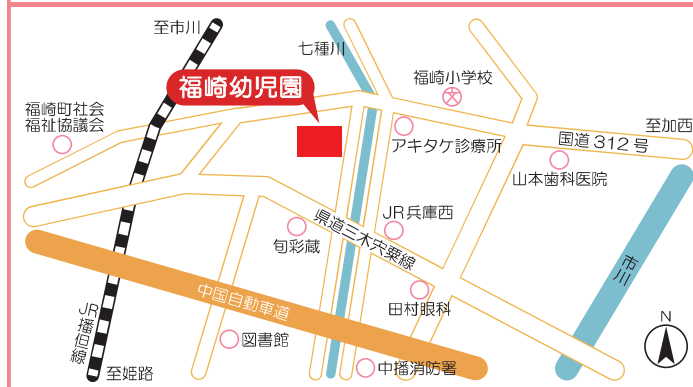 至市川
七種川
福崎幼児園
福崎小学校
福崎町社会
福祉協議会
アキタケ診療所
国道312号
至加西
山本歯科医院
JR兵庫西
旬彩蔵
県道三木宍粟線
市川
中国自動車道
田村眼科
JR播但線
図書館
至姫路
中播消防署
N